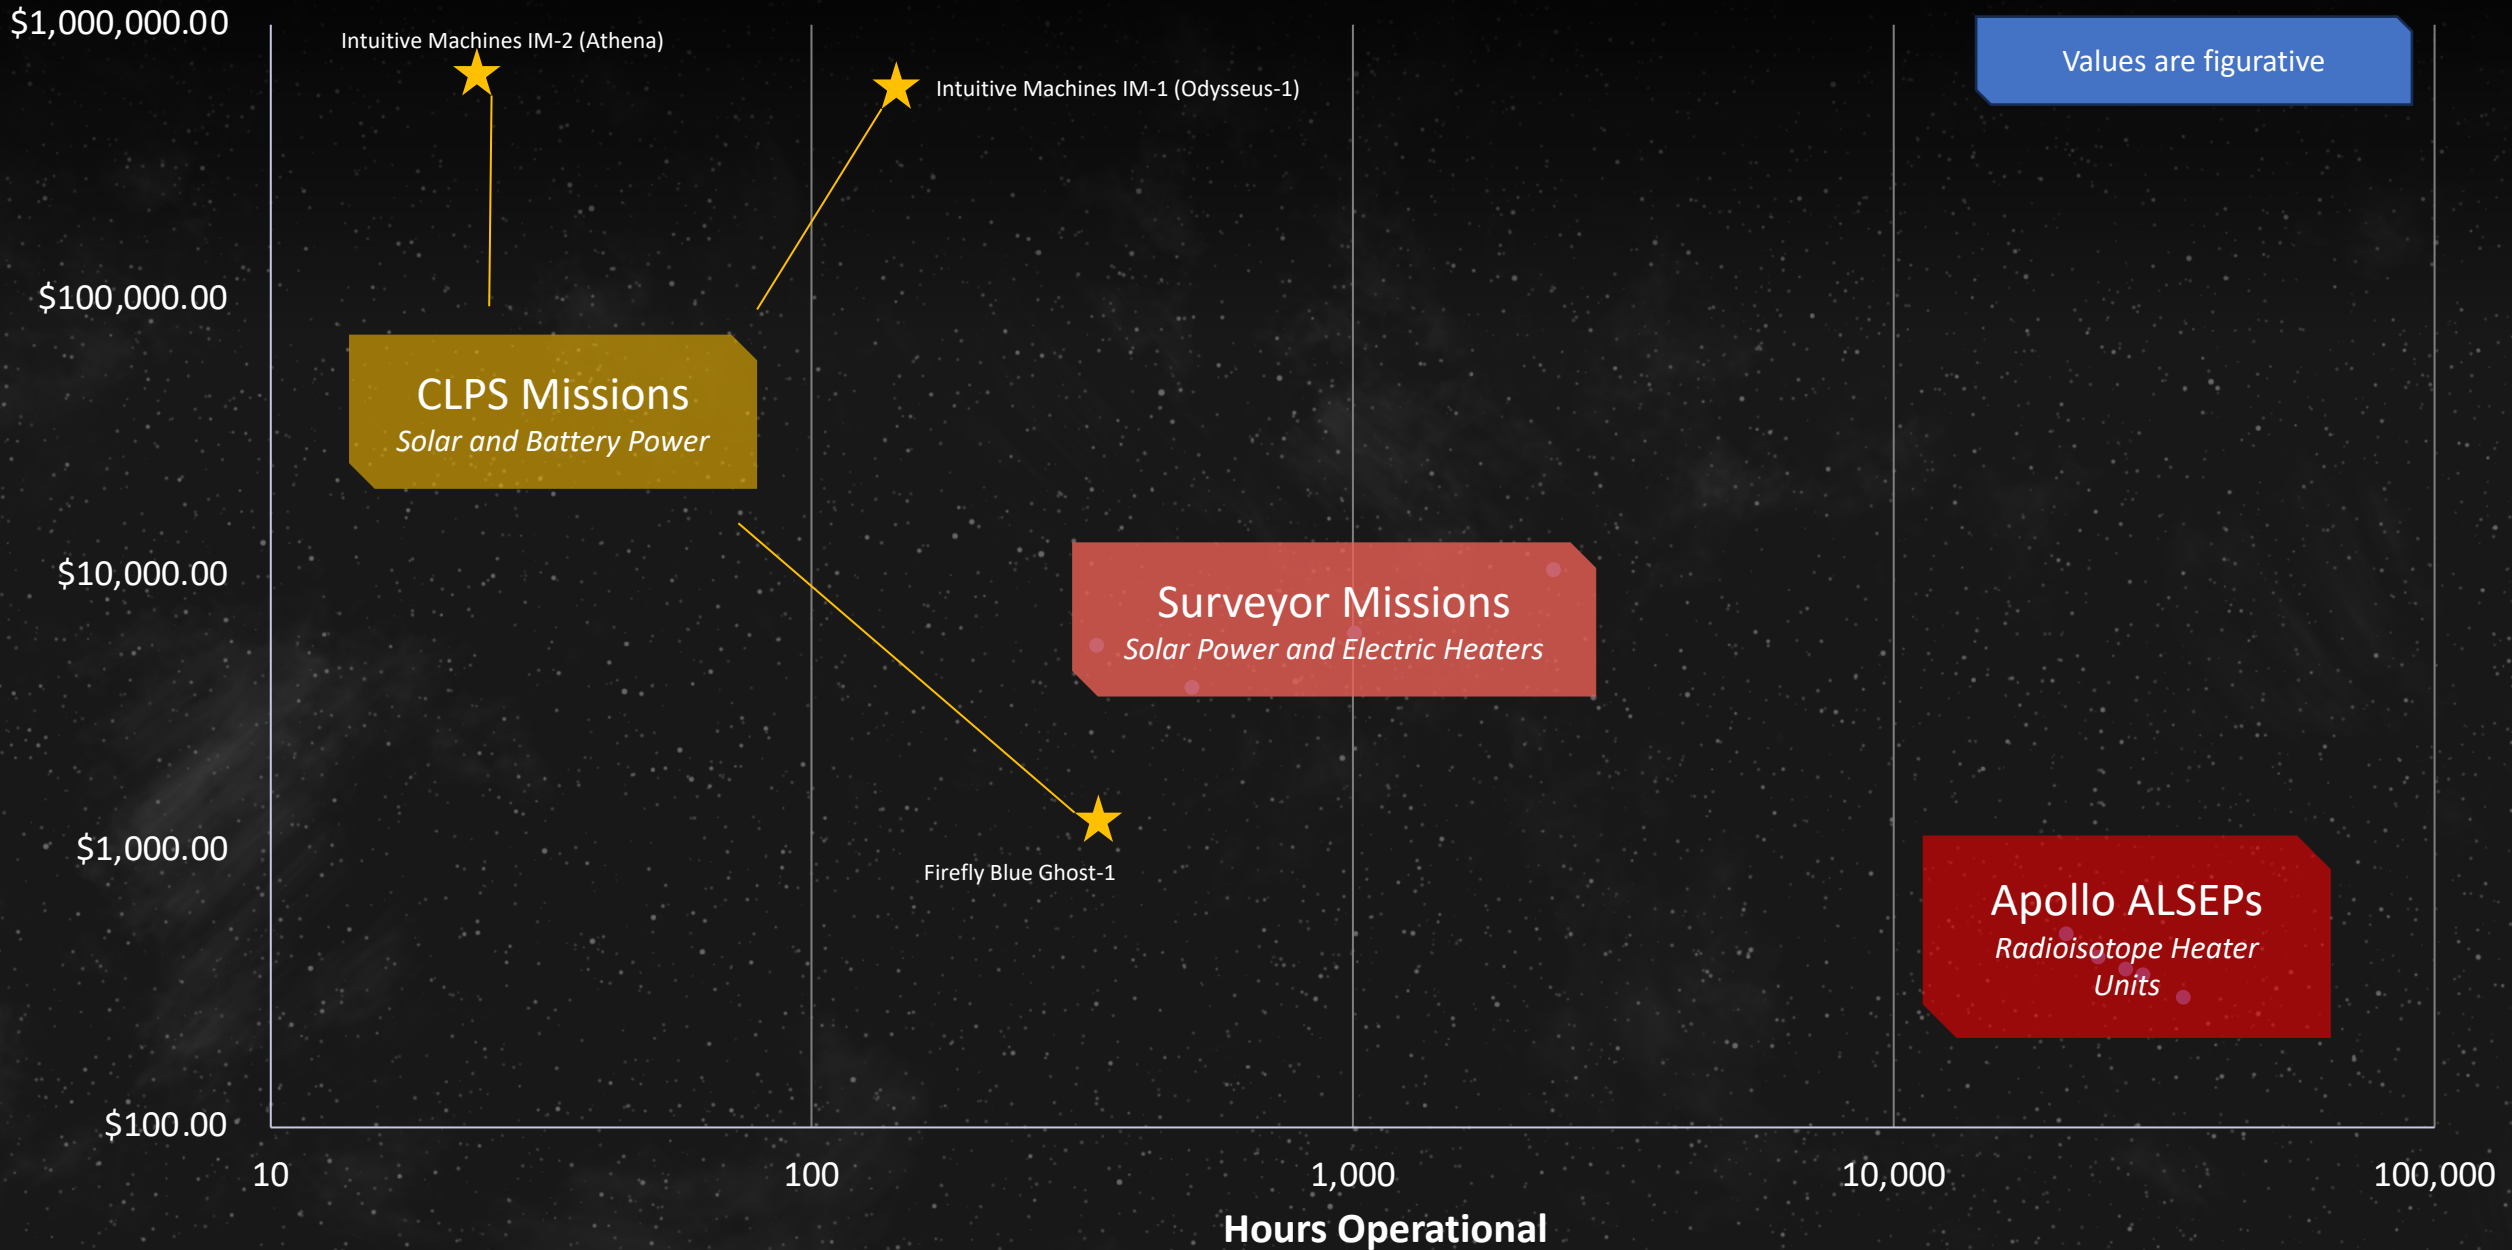 $1,000,000.00
Intuitive Machines IM-2 (Athena)
Intuitive Machines IM-1 (Odysseus-1)
Values are figurative
$100,000.00
CLPS Missions
Solar and Battery Power
$10,000.00
Surveyor Missions
Solar Power and Electric Heaters
$1,000.00
Firefly Blue Ghost-1
Apollo ALSEPs
Radioisotope Heater
Units
$100.00
10
100
1,000
10,000
100,000
Hours Operational